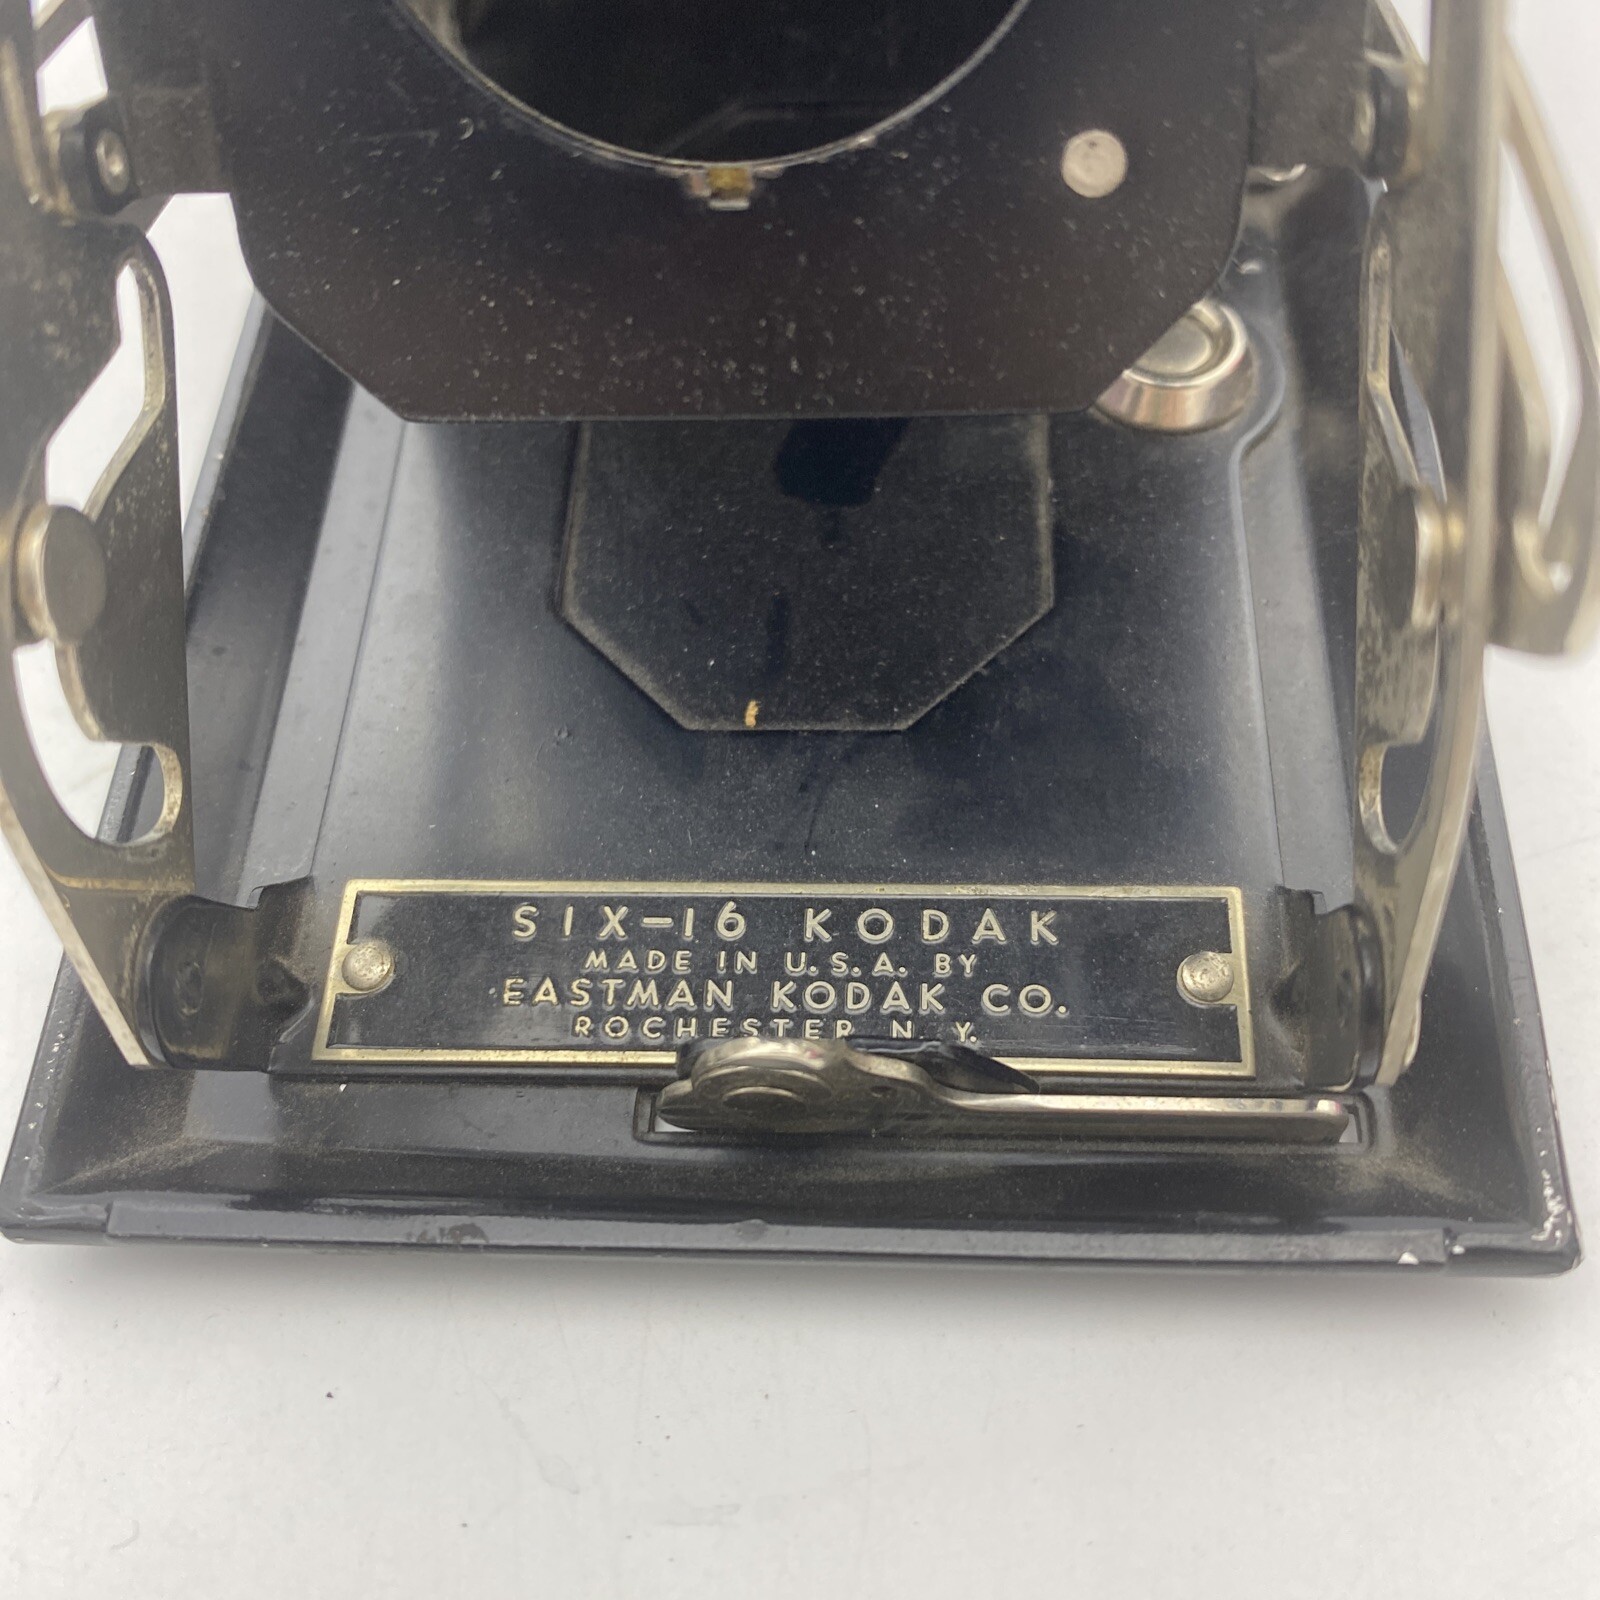 SIX-16 KODAK
MADE IN U.S.A. BY
EASTMAN KODAK CO.
ROCHESTER N.Y.